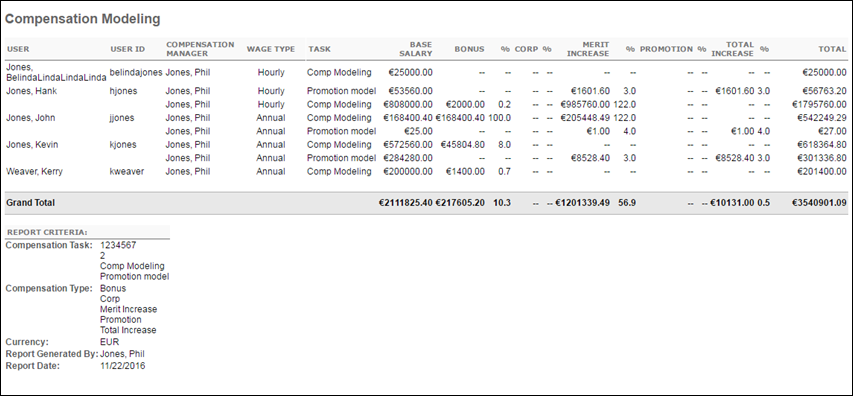 Compensation Modeling
USER USER ID COMPENSATION MANAGER WAGE TYPE TASK BASE SALARY BONUS % CORP % MERIT INCREASE % PROMOTION % TOTAL INCREASE % TOTAL
Jones, BelindaLindaLindaLinda belindajones Jones, Phil Hourly Comp Modeling €25000.00 -- -- -- -- -- -- -- -- -- -- €25000.00
Jones, Hank hjones Jones, Phil Hourly Promotion model €53560.00 -- -- -- -- €1601.60 3.0 -- -- €1601.60 3.0 €56763.20
Jones, Phil Hourly Comp Modeling €808000.00 €2000.00 0.2 -- -- €985760.00 122.0 -- -- -- -- €1795760.00
Jones, John jjones Jones, Phil Annual Comp Modeling €168400.40 €168400.40 100.0 -- -- €205448.49 122.0 -- -- -- -- €542249.29
Jones, Phil Annual Promotion model €25.00 -- -- -- -- €1.00 4.0 -- -- €1.00 4.0 €27.00
Jones, Kevin kjones Jones, Phil Annual Comp Modeling €572560.00 €45804.80 8.0 -- -- -- -- -- -- -- -- €618364.80
Jones, Phil Annual Promotion model €284280.00 -- -- -- -- €8528.40 3.0 -- -- €8528.40 3.0 €301336.80
Weaver, Kerry kweaver Jones, Phil Annual Comp Modeling €200000.00 €1400.00 0.7 -- -- -- -- -- -- -- -- €201400.00
Grand Total €2111825.40 €217605.20 10.3 -- -- €1201339.49 56.9 -- -- €10131.00 0.5 €3540901.09
REPORT CRITERIA:
Compensation Task: 1234567
2
Comp Modeling
Promotion model
Compensation Type: Bonus
Corp
Merit Increase
Promotion
Total Increase
Currency: EUR
Report Generated By: Jones, Phil
Report Date: 11/22/2016